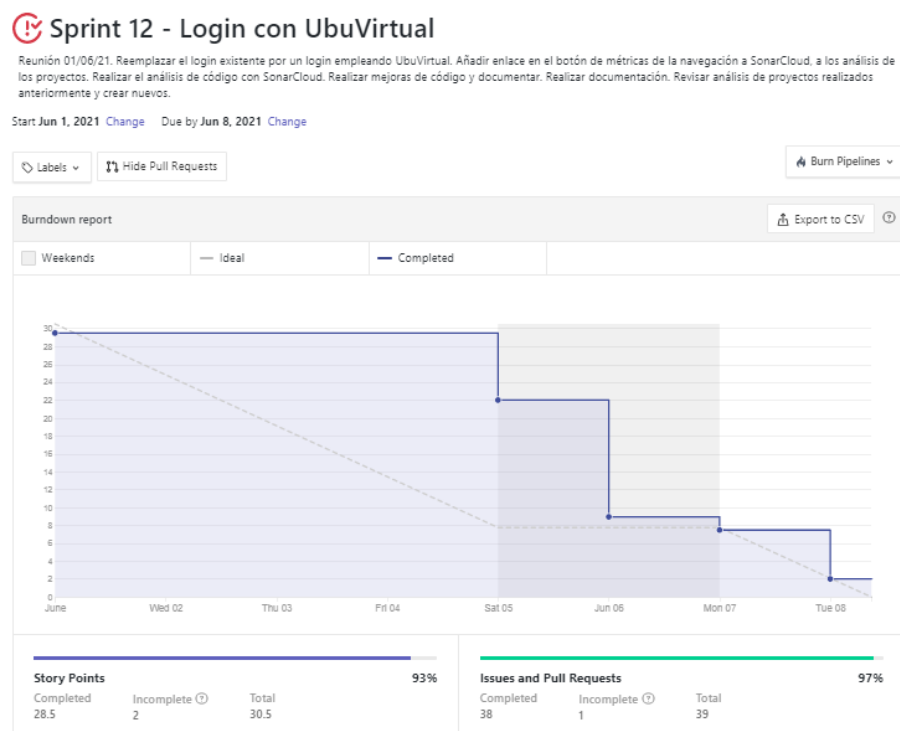 Sprint 12 - Login con UbuVirtual
Reunión 01/06/21. Reemplazar el login existente por un login empleando UbuVirtual. Añadir enlace en el botón de métricas de la navegación a SonarCloud, a los análisis de
los proyectos. Realizar el análisis de código con SonarCloud. Realizar mejoras de código y documentar. Realizar documentación. Revisar análisis de proyectos realizados
anteriormente y crear nuevos.
Start Jun 1, 2021 Change Due by Jun 8, 2021 Change
Labels Hide Pull Requests Burn Pipelines
Burndown report Export to CSV
Weekends Ideal Completed
30
28
26
24
22
20
18
16
14
12
10
8
6
4
2
0
June Wed 02 Thu 03 Fri 04 Sat 05 Jun 06 Mon 07 Tue 08
Story Points 93%
Completed Incomplete ? Total
28.5 2 30.5
Issues and Pull Requests 97%
Completed Incomplete ? Total
38 1 39